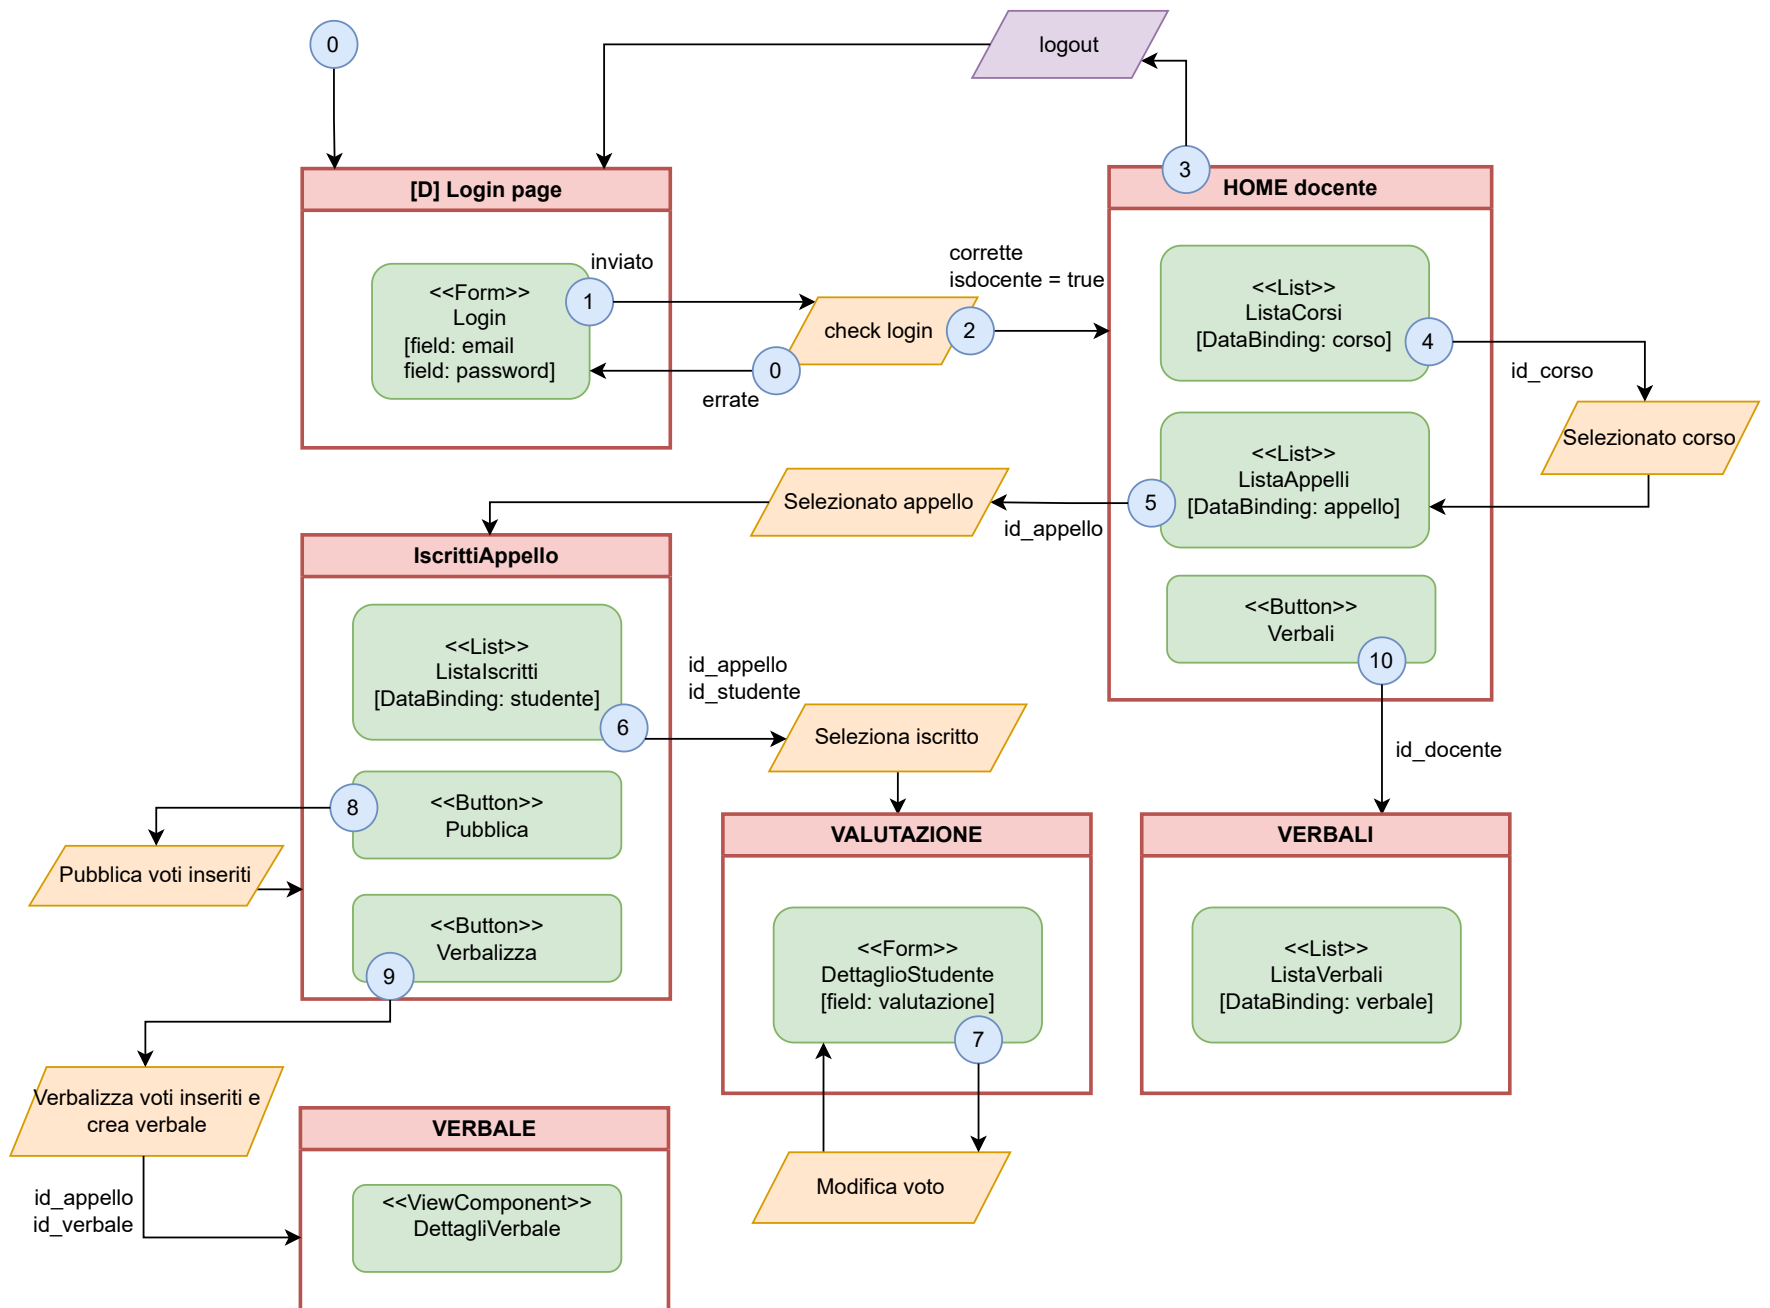 0
logout
3
[D] Login page
HOME docente
inviato
1
<<Form>>
Login
[field: email
field: password]
check login
2
0
errate
corrette
isdocente = true
<<List>>
ListaCorsi
[DataBinding: corso]
4
id_corso
Selezionato corso
<<List>>
ListaAppelli
[DataBinding: appello]
5
id_appello
Selezionato appello
<<Button>>
Verbali
10
id_docente
IscrittiAppello
<<List>>
ListaIscritti
[DataBinding: studente]
6
id_appello
id_studente
Seleziona iscritto
8
<<Button>>
Pubblica
Pubblica voti inseriti
<<Button>>
Verbalizza
9
VALUTAZIONE
<<Form>>
DettaglioStudente
[field: valutazione]
7
Modifica voto
VERBALI
<<List>>
ListaVerbali
[DataBinding: verbale]
Verbalizza voti inseriti e
crea verbale
id_appello
id_verbale
VERBALE
<<ViewComponent>>
DettagliVerbale